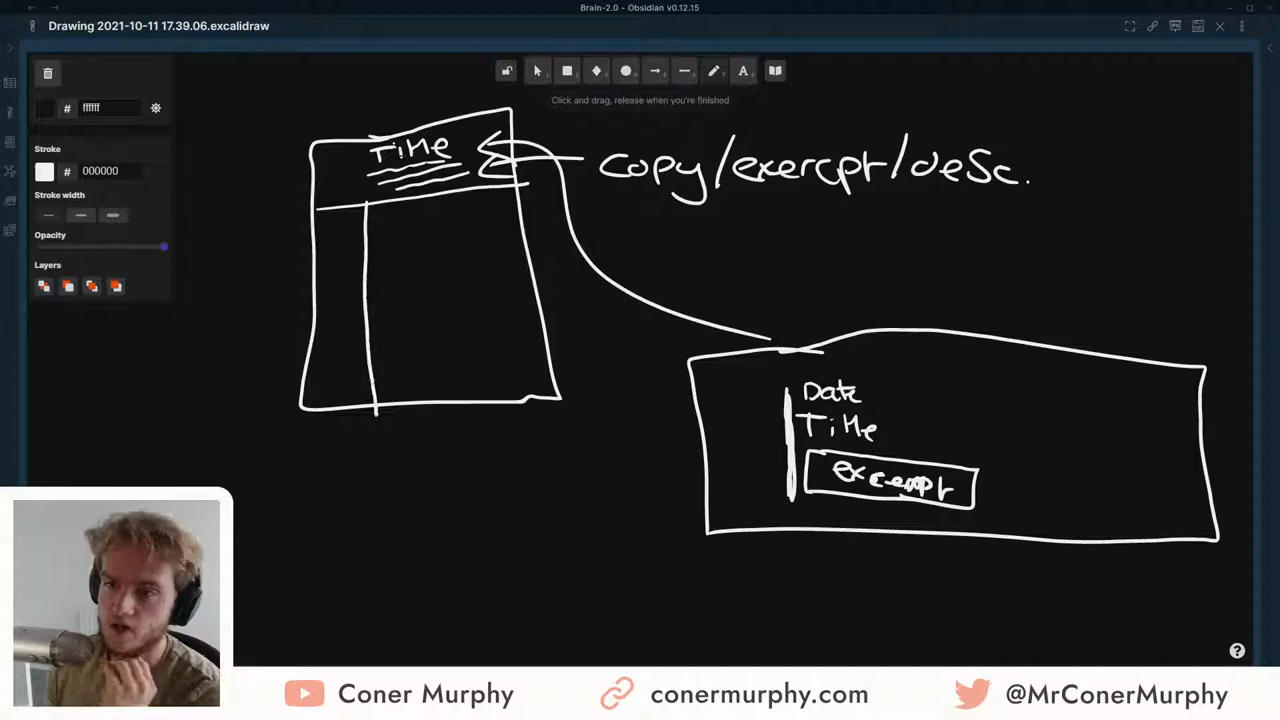 Brain-2.0 - Obsidian v0.12.15
Drawing 2021-10-11 17.39.06.excalidraw
# ffffff
Click and drag, release when you're finished
Stroke
# 000000
Stroke width
Opacity
Layers
Title
copy/exercpt/desc.
Date
Title
excerpt
Coner Murphy
conermurphy.com
@MrConerMurphy